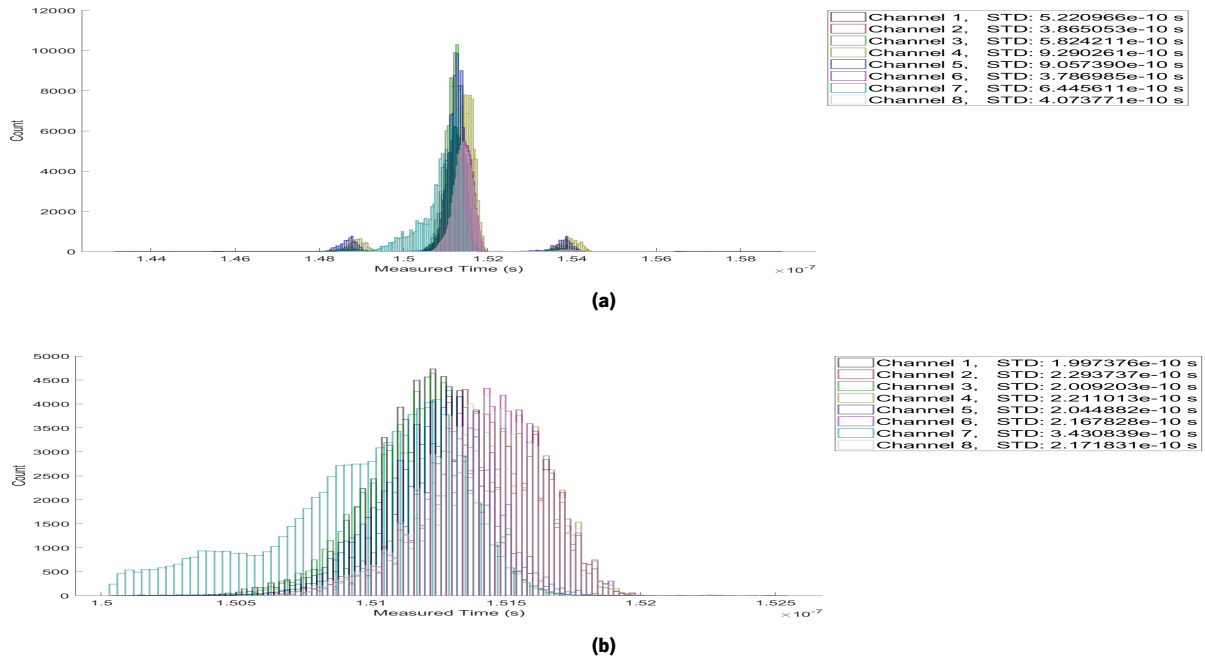 12000
10000
8000
6000
4000
2000
0
Count
1.44 1.46 1.48 1.5 1.52 1.54 1.56 1.58
Measured Time (s)
×10⁻⁷
Channel 1, STD: 5.220966e-10 s
Channel 2, STD: 3.865053e-10 s
Channel 3, STD: 5.824211e-10 s
Channel 4, STD: 9.290261e-10 s
Channel 5, STD: 9.057390e-10 s
Channel 6, STD: 3.786985e-10 s
Channel 7, STD: 6.445611e-10 s
Channel 8, STD: 4.073771e-10 s
(a)
5000
4500
4000
3500
3000
2500
2000
1500
1000
500
0
Count
1.5 1.505 1.51 1.515 1.52 1.525
Measured Time (s)
×10⁻⁷
Channel 1, STD: 1.997376e-10 s
Channel 2, STD: 2.293737e-10 s
Channel 3, STD: 2.009203e-10 s
Channel 4, STD: 2.211013e-10 s
Channel 5, STD: 2.044882e-10 s
Channel 6, STD: 2.167828e-10 s
Channel 7, STD: 3.430839e-10 s
Channel 8, STD: 2.171831e-10 s
(b)